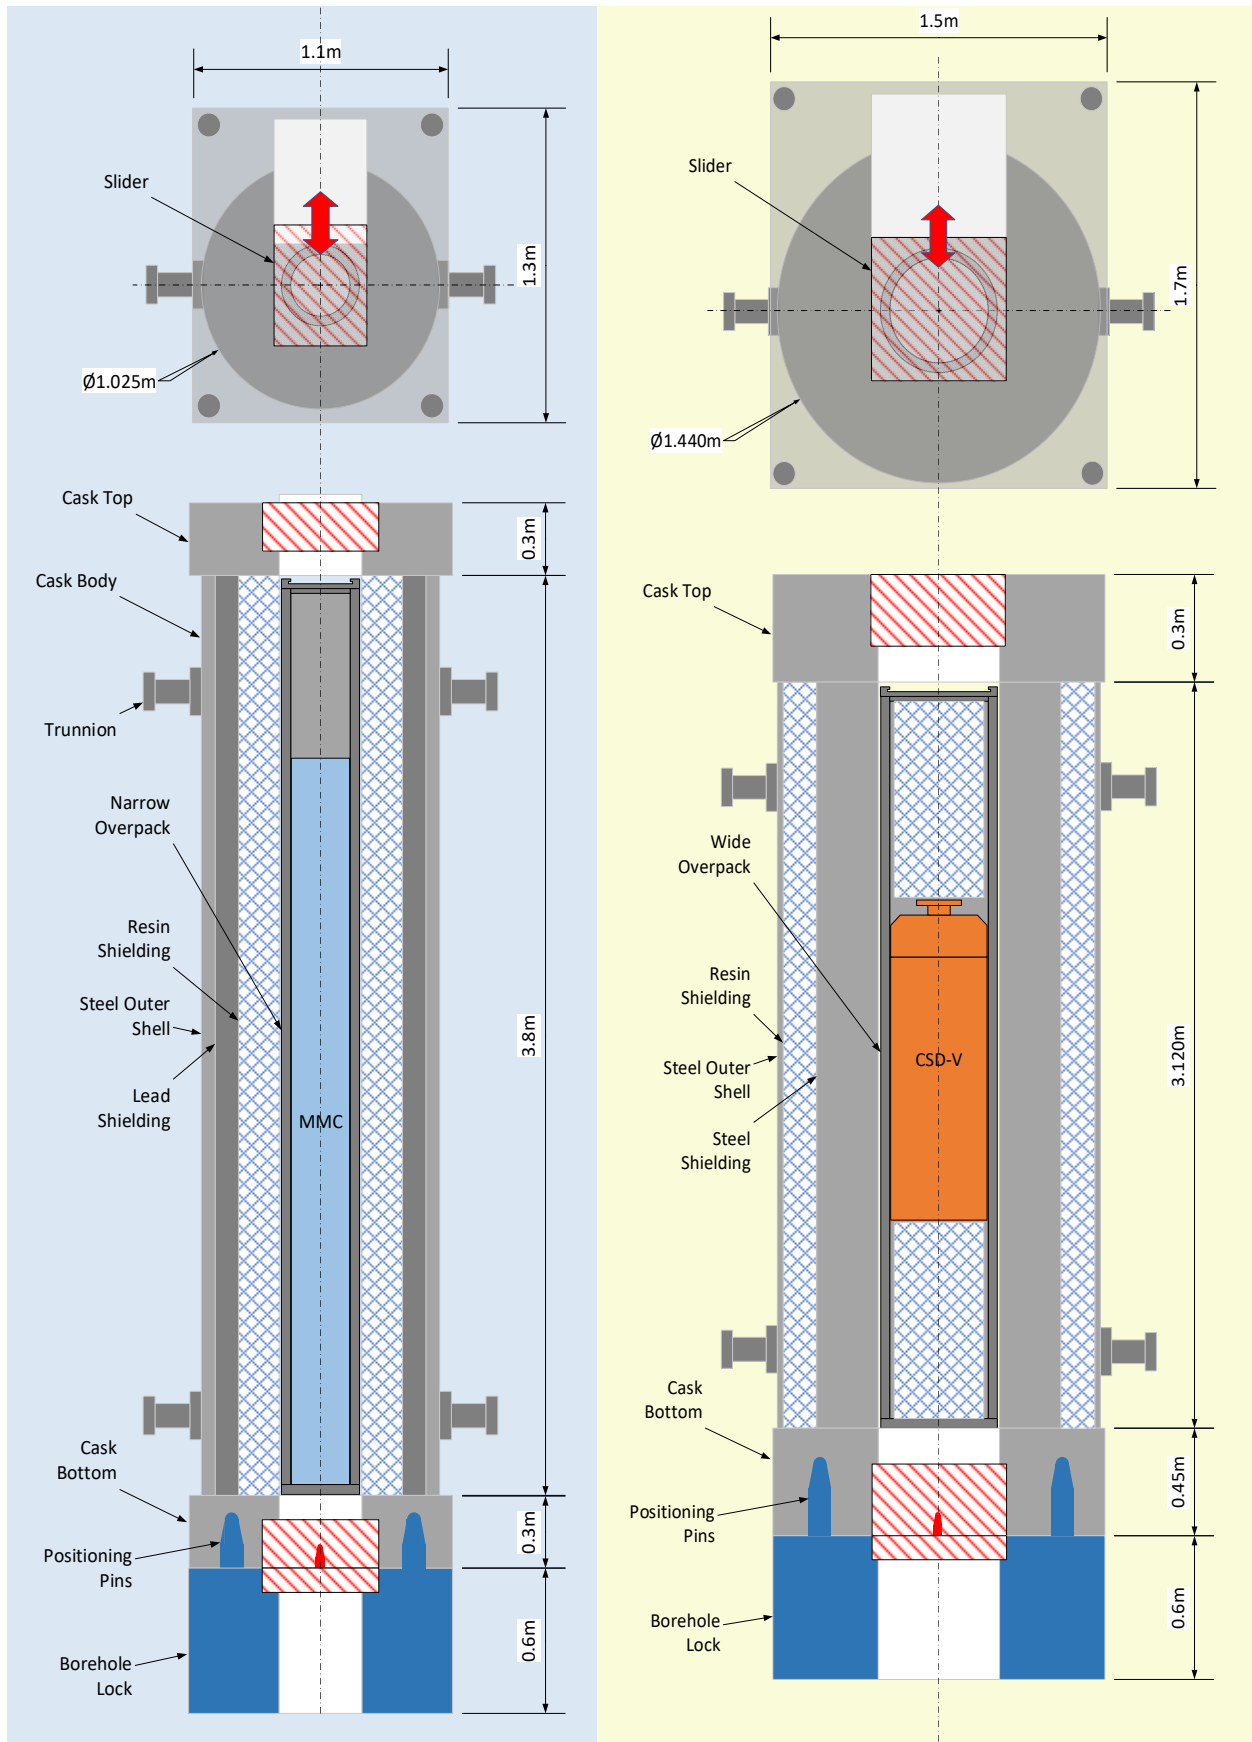 1.1m
Slider
1.3m
Ø1.025m
Cask Top
0.3m
Cask Body
Trunnion
Narrow
Overpack
Resin
Shielding
Steel Outer
Shell
3.8m
Lead
Shielding
MMC
Cask
Bottom
0.3m
Positioning
Pins
0.6m
Borehole
Lock
1.5m
Slider
1.7m
Ø1.440m
Cask Top
0.3m
Wide
Overpack
Resin
Shielding
CSD-V
Steel Outer
Shell
3.120m
Steel
Shielding
Cask
Bottom
0.45m
Positioning
Pins
0.6m
Borehole
Lock